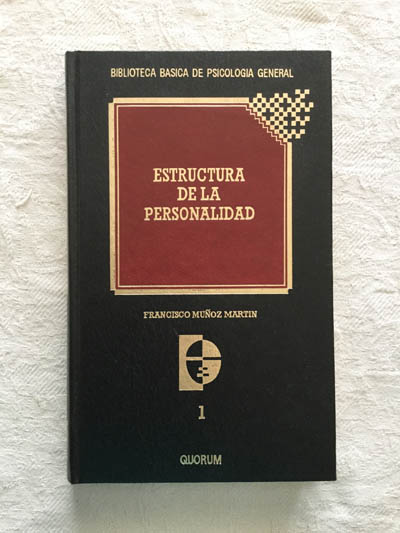 BIBLIOTECA BASICA DE PSICOLOGIA GENERAL
ESTRUCTURA
DE LA
PERSONALIDAD
FRANCISCO MUÑOZ MARTIN
1
QUORUM